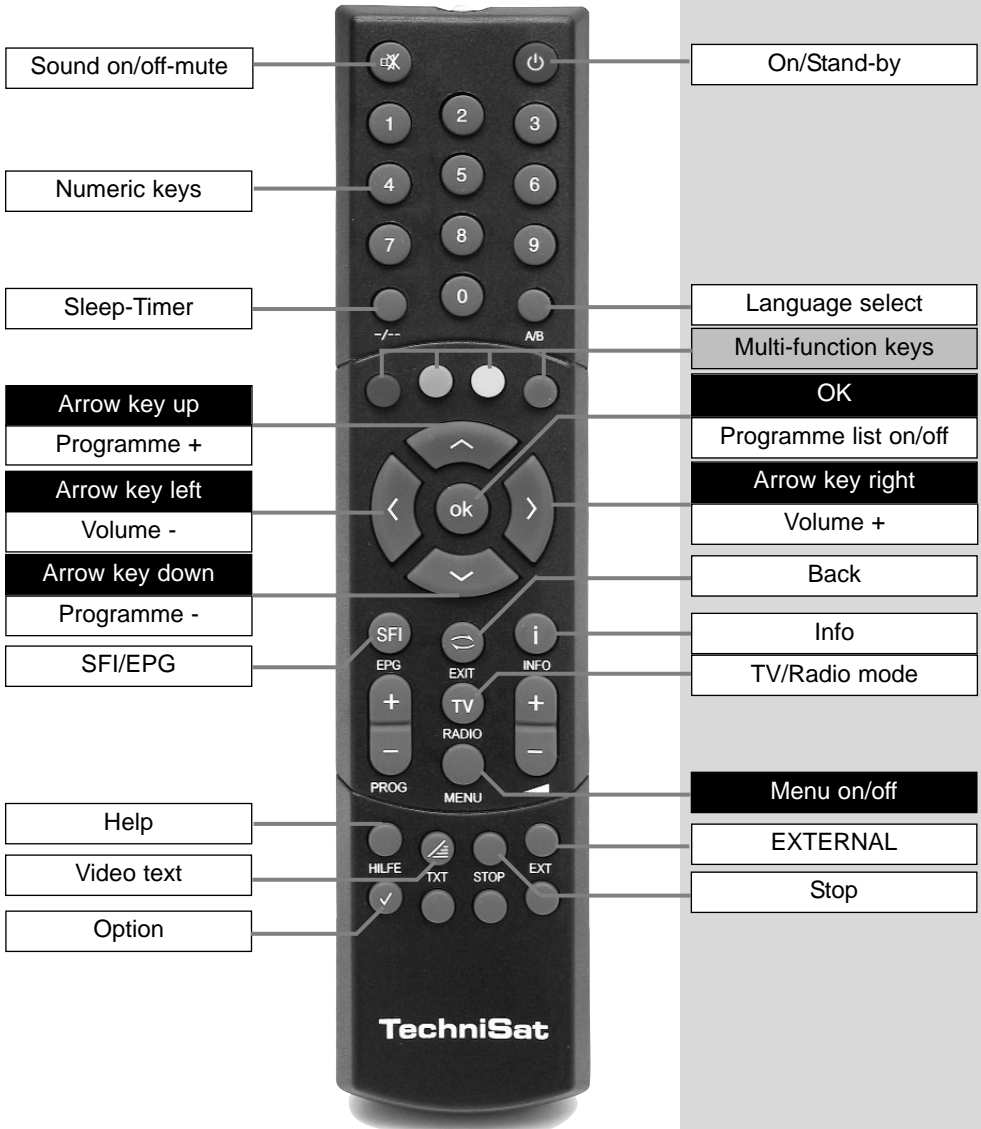 Sound on/off-mute
On/Stand-by
1
2
3
Numeric keys
4
5
6
7
8
9
Sleep-Timer
0
Language select
-/--
A/B
Multi-function keys
Arrow key up
OK
Programme +
Programme list on/off
Arrow key left
ok
Arrow key right
Volume -
Volume +
Arrow key down
Back
Programme -
SFI
i
Info
SFI/EPG
EPG
EXIT
INFO
TV/Radio mode
+
TV
+
RADIO
-
-
PROG
MENU
Menu on/off
Help
EXTERNAL
Video text
HILFE
TXT
STOP
EXT
Stop
Option
TechniSat